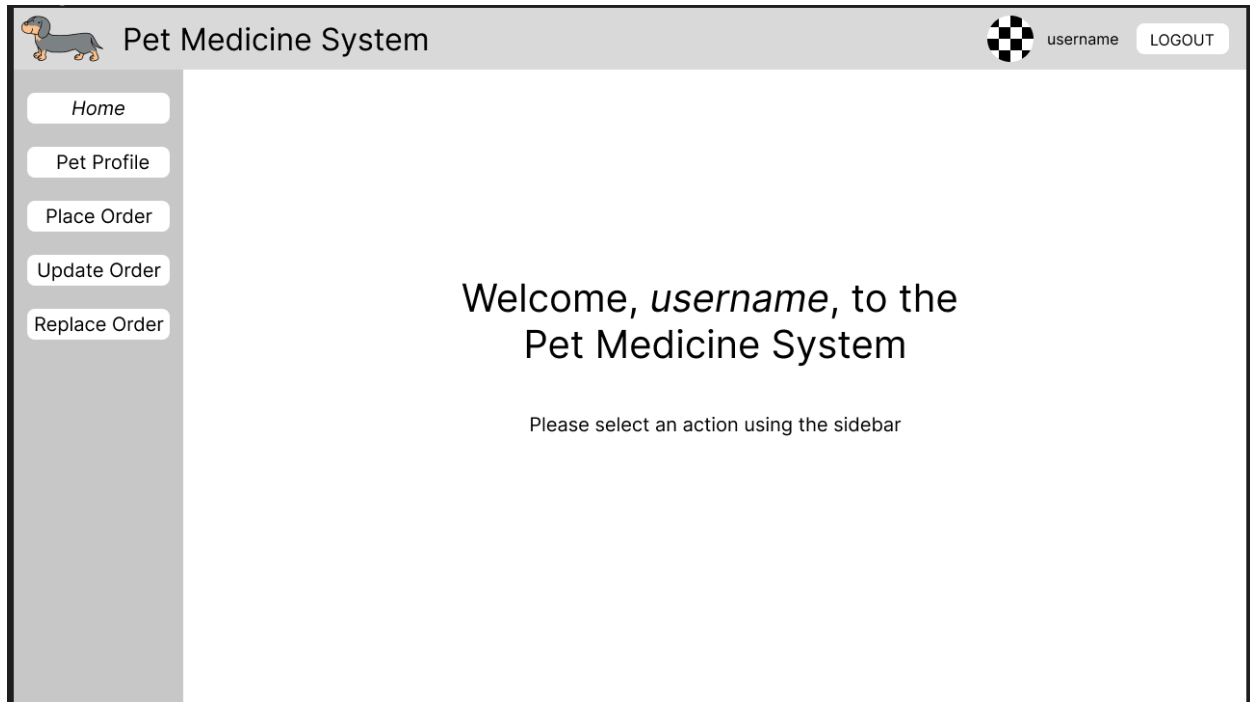 Pet Medicine System
username
LOGOUT
Home
Pet Profile
Place Order
Update Order
Replace Order
Welcome, username, to the
Pet Medicine System
Please select an action using the sidebar